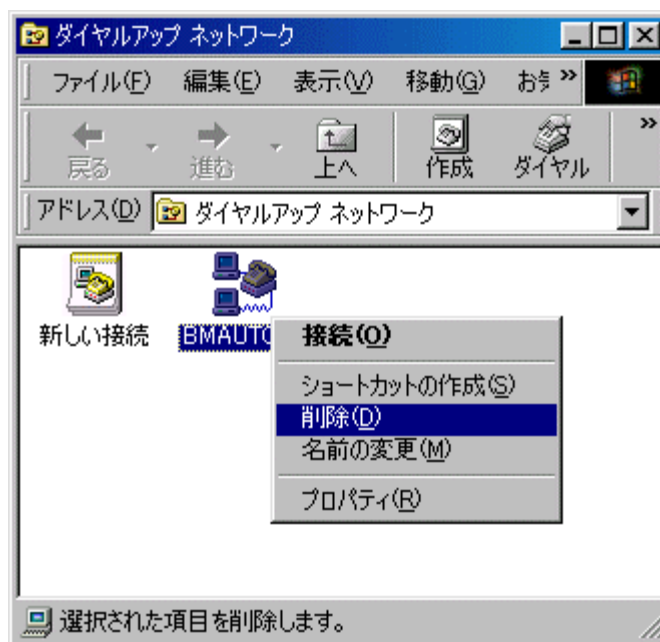 ダイヤルアップ ネットワーク
ファイル(F) 編集(E) 表示(V) 移動(G) お気 »
戻る 進む 上へ 作成 ダイヤル »
アドレス(D) ダイヤルアップ ネットワーク
新しい接続 BMAUTO
接続(O)
ショートカットの作成(S)
削除(D)
名前の変更(M)
プロパティ(R)
選択された項目を削除します。